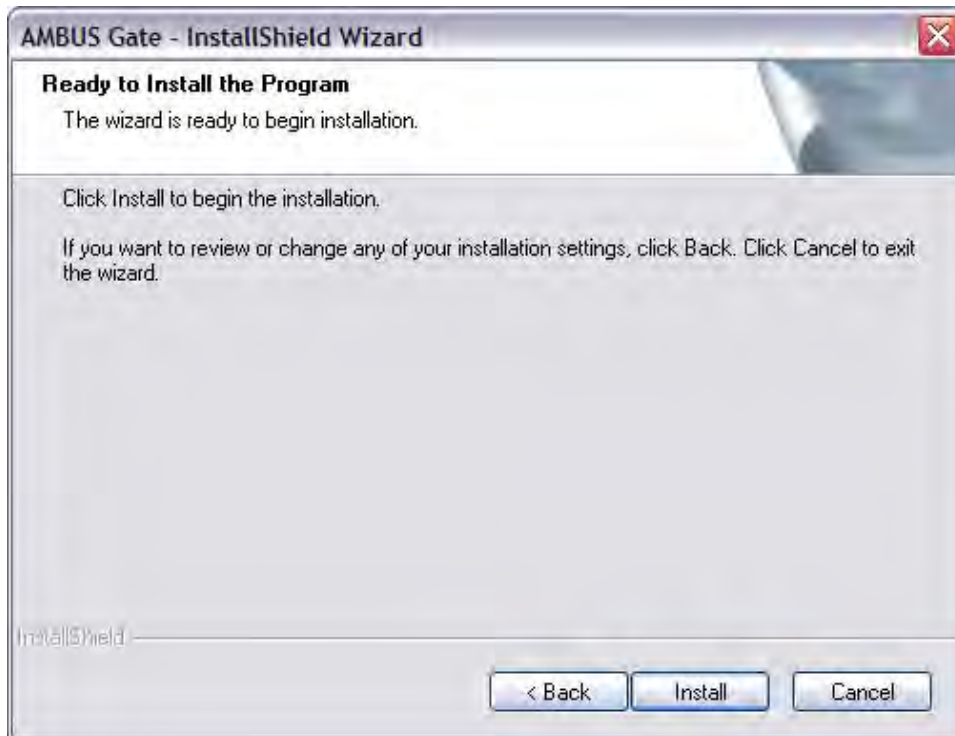 AMBUS Gate - InstallShield Wizard
Ready to Install the Program
The wizard is ready to begin installation.
Click Install to begin the installation.
If you want to review or change any of your installation settings, click Back. Click Cancel to exit
the wizard.
InstallShield
< Back
Install
Cancel